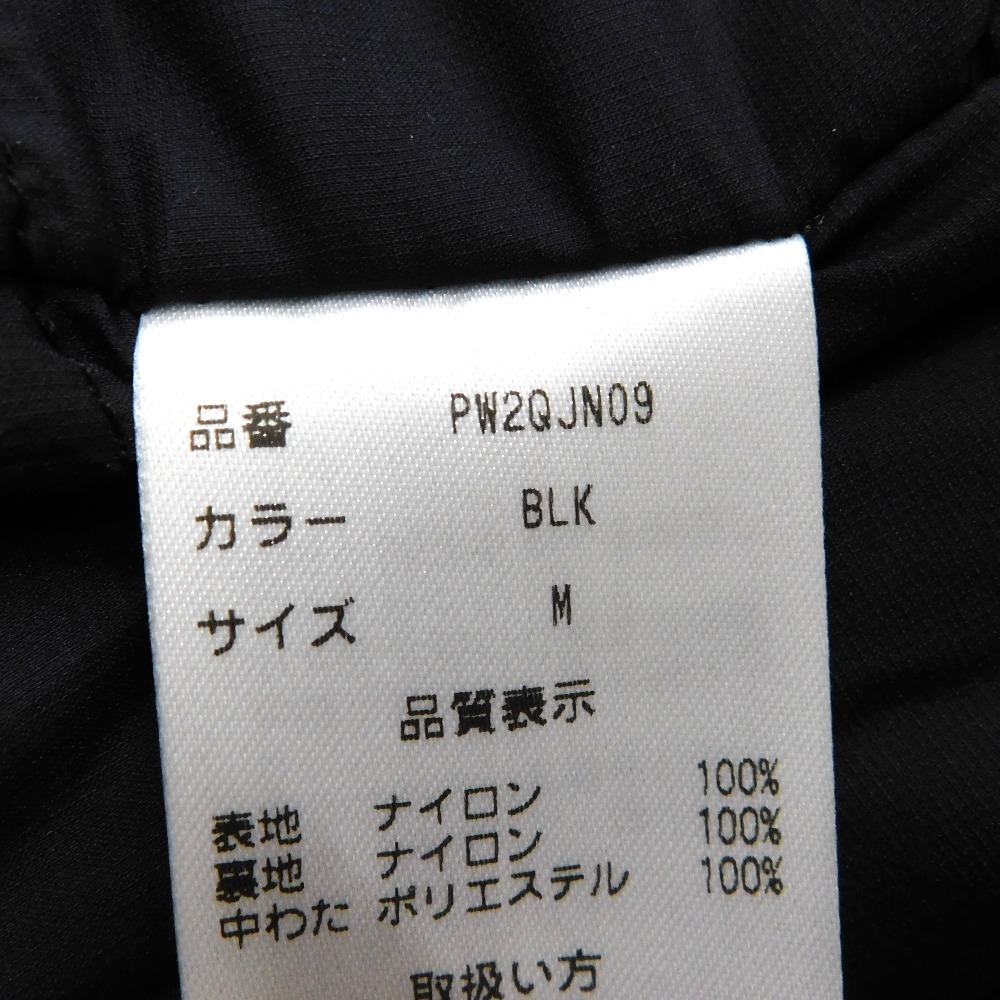 品番 PW2QJN09
カラー BLK
サイズ M
品質表示
表地 ナイロン 100%
裏地 ナイロン 100%
中わた ポリエステル 100%
取扱い方